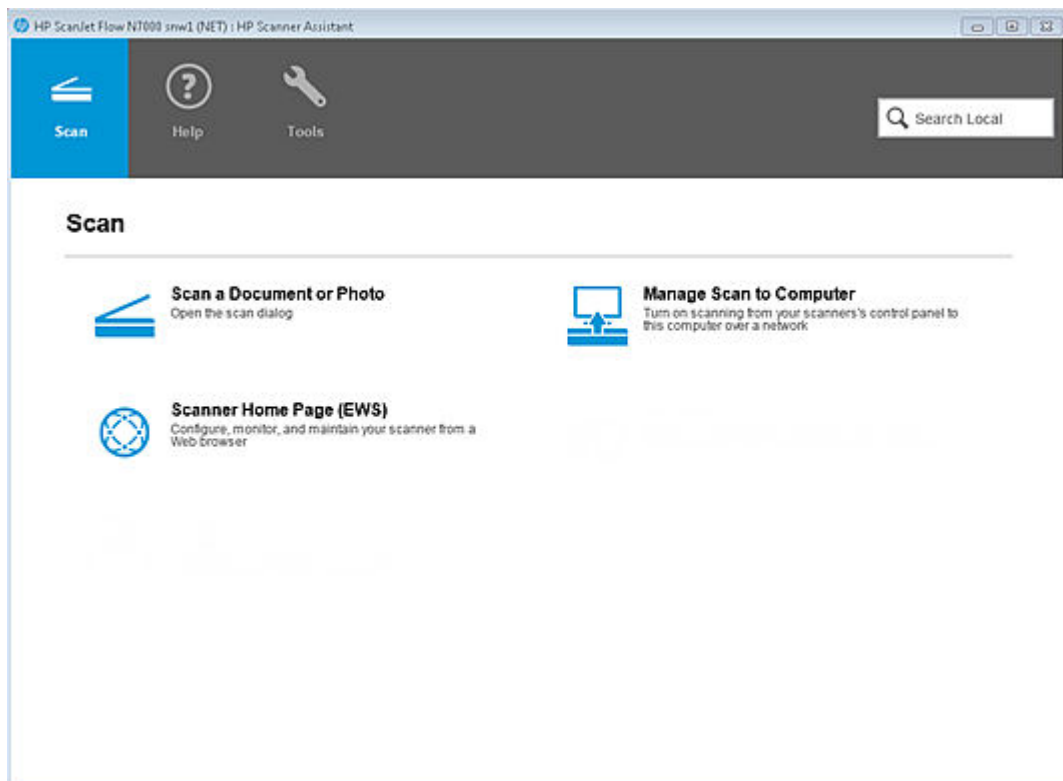 HP ScanJet Flow N7000 snw1 (NET) : HP Scanner Assistant
Scan
Help
Tools
Search Local
Scan
Scan a Document or Photo
Open the scan dialog
Manage Scan to Computer
Turn on scanning from your scanners's control panel to
this computer over a network
Scanner Home Page (EWS)
Configure, monitor, and maintain your scanner from a
Web browser